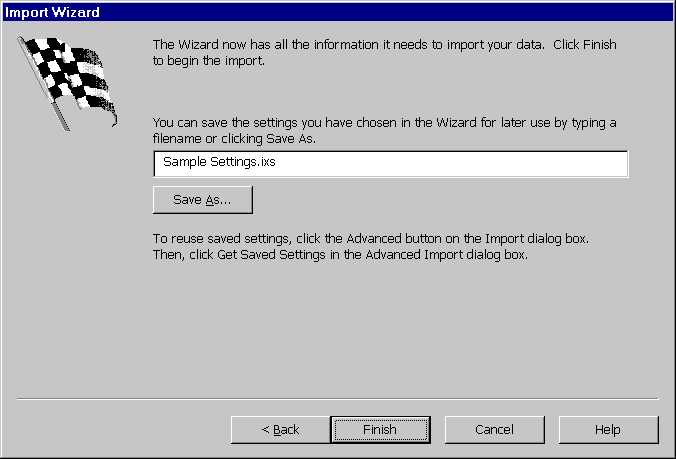 Import Wizard
The Wizard now has all the information it needs to import your data.  Click Finish
to begin the import.
You can save the settings you have chosen in the Wizard for later use by typing a
filename or clicking Save As.
Sample Settings.ixs
Save As...
To reuse saved settings, click the Advanced button on the Import dialog box.
Then, click Get Saved Settings in the Advanced Import dialog box.
< Back
Finish
Cancel
Help